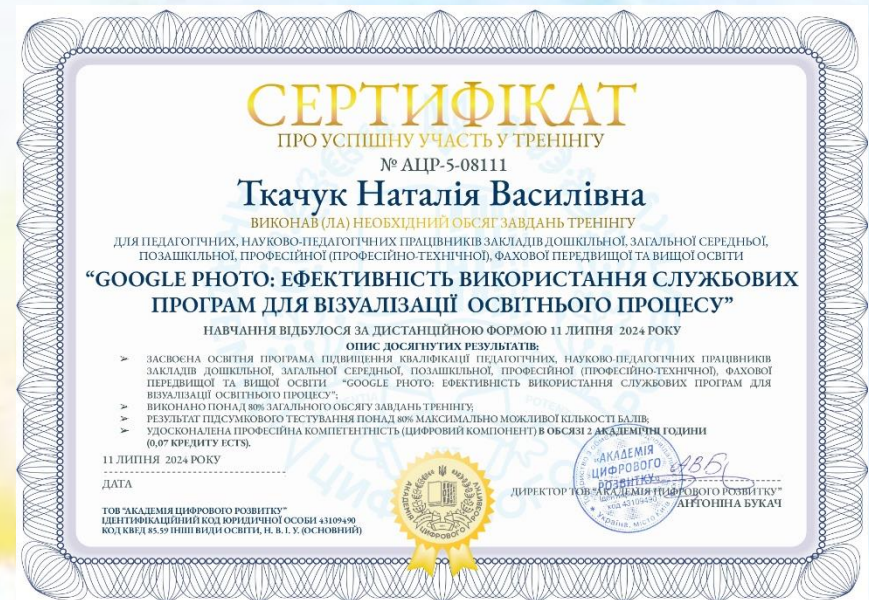 СЕРТИФІКАТ
ПРО УСПІШНУ УЧАСТЬ У ТРЕНІНГУ
№ АЦР-5-08111
Ткачук Наталія Василівна
ВИКОНАВ (ЛА) НЕОБХІДНИЙ ОБСЯГ ЗАВДАНЬ ТРЕНІНГУ
ДЛЯ ПЕДАГОГІЧНИХ, НАУКОВО-ПЕДАГОГІЧНИХ ПРАЦІВНИКІВ ЗАКЛАДІВ ДОШКІЛЬНОЇ, ЗАГАЛЬНОЇ СЕРЕДНЬОЇ,
ПОЗАШКІЛЬНОЇ, ПРОФЕСІЙНОЇ (ПРОФЕСІЙНО-ТЕХНІЧНОЇ), ФАХОВОЇ ПЕРЕДВИЩОЇ ТА ВИЩОЇ ОСВІТИ
“GOOGLE PHOTO: ЕФЕКТИВНІСТЬ ВИКОРИСТАННЯ СЛУЖБОВИХ
ПРОГРАМ ДЛЯ ВІЗУАЛІЗАЦІЇ ОСВІТНЬОГО ПРОЦЕСУ”
НАВЧАННЯ ВІДБУЛОСЯ ЗА ДИСТАНЦІЙНОЮ ФОРМОЮ 11 ЛИПНЯ 2024 РОКУ
ОПИС ДОСЯГНУТИХ РЕЗУЛЬТАТІВ:
➢ ЗАСВОЄНА ОСВІТНЯ ПРОГРАМА ПІДВИЩЕННЯ КВАЛІФІКАЦІЇ ПЕДАГОГІЧНИХ, НАУКОВО-ПЕДАГОГІЧНИХ ПРАЦІВНИКІВ
ЗАКЛАДІВ ДОШКІЛЬНОЇ, ЗАГАЛЬНОЇ СЕРЕДНЬОЇ, ПОЗАШКІЛЬНОЇ, ПРОФЕСІЙНОЇ (ПРОФЕСІЙНО-ТЕХНІЧНОЇ), ФАХОВОЇ
ПЕРЕДВИЩОЇ ТА ВИЩОЇ ОСВІТИ “GOOGLE PHOTO: ЕФЕКТИВНІСТЬ ВИКОРИСТАННЯ СЛУЖБОВИХ ПРОГРАМ ДЛЯ
ВІЗУАЛІЗАЦІЇ ОСВІТНЬОГО ПРОЦЕСУ”;
➢ ВИКОНАНО ПОНАД 80% ЗАГАЛЬНОГО ОБСЯГУ ЗАВДАНЬ ТРЕНІНГУ;
➢ РЕЗУЛЬТАТ ПІДСУМКОВОГО ТЕСТУВАННЯ ПОНАД 80% МАКСИМАЛЬНО МОЖЛИВОЇ КІЛЬКОСТІ БАЛІВ;
➢ УДОСКОНАЛЕНА ПРОФЕСІЙНА КОМПЕТЕНТНІСТЬ (ЦИФРОВИЙ КОМПОНЕНТ) В ОБСЯЗІ 2 АКАДЕМІЧНІ ГОДИНИ
(0,07 КРЕДИТУ ECTS).
11 ЛИПНЯ 2024 РОКУ
ДАТА
ТОВ “АКАДЕМІЯ ЦИФРОВОГО РОЗВИТКУ”
ІДЕНТИФІКАЦІЙНИЙ КОД ЮРИДИЧНОЇ ОСОБИ 43109490
КОД КВЕД 85.59 ІНШІ ВИДИ ОСВІТИ, Н. В. І. У. (ОСНОВНИЙ)
“АКАДЕМІЯ
ЦИФРОВОГО
РОЗВИТКУ”
код 43109490
Україна, місто Київ
ДИРЕКТОР ТОВ “АКАДЕМІЯ ЦИФРОВОГО РОЗВИТКУ”
АНТОНІНА БУКАЧ